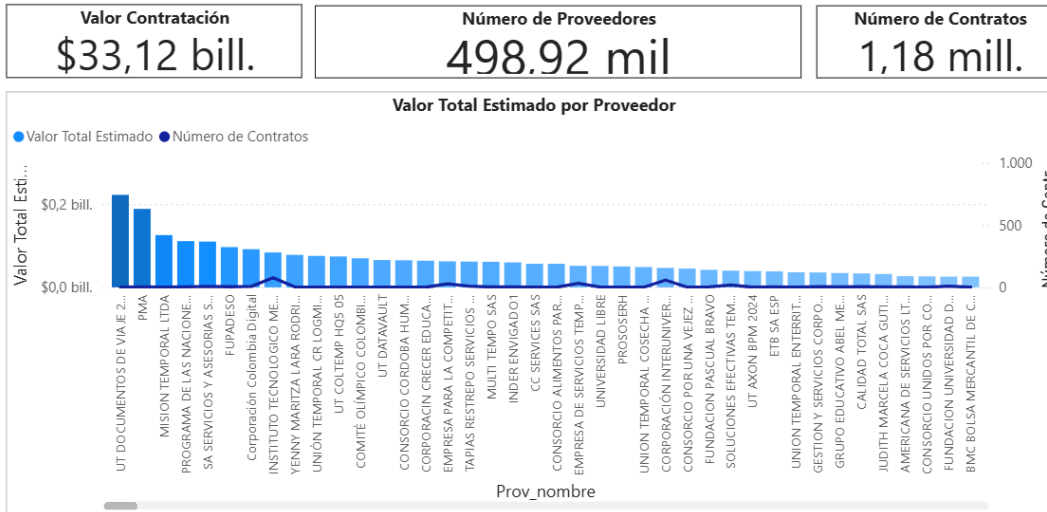 Valor Contratación
$33,12 bill.
Número de Proveedores
498,92 mil
Número de Contratos
1,18 mill.
Valor Total Estimado por Proveedor
Valor Total Estimado
Número de Contratos
Valor Total Esti...
$0,2 bill.
$0,0 bill.
1.000
500
0
Número de Contr...
UT DOCUMENTOS DE VIAJE 2...
PMA
MISION TEMPORAL LTDA
PROGRAMA DE LAS NACIONE...
SA SERVICIOS Y ASESORIAS S...
FUPADESO
Corporación Colombia Digital
INSTITUTO TECNOLOGICO ME...
YENNY MARITZA LARA RODRI...
UNIÓN TEMPORAL CR LOGMI...
UT COLTEMP HQ5 05
COMITÉ OLÍMPICO COLOMBI...
UT DATAVAULT
CONSORCIO CORDOBA HUM...
CORPORACIN CRECER EDUCA...
EMPRESA PARA LA COMPETIT...
TAPIAS RESTREPO SERVICIOS ...
MULTI TEMPO SAS
INDER ENVIGADO1
CC SERVICES SAS
CONSORCIO ALIMENTOS PAR...
EMPRESA DE SERVICIOS TEMP...
UNIVERSIDAD LIBRE
PROSOSERH
UNION TEMPORAL COSECHA ...
CORPORACIÓN INTERUNIVER...
CONSORCIO POR UNA VEJEZ ...
FUNDACION PASCUAL BRAVO
SOLUCIONES EFECTIVAS TEM...
UT AXON BPM 2024
ETB SA ESP
UNION TEMPORAL ENTERRIT...
GESTION Y SERVICIOS CORPO...
GRUPO EDUCATIVO ABEL ME...
CALIDAD TOTAL SAS
JUDITH MARCELA COCA GUTI...
AMERICANA DE SERVICIOS LT...
CONSORCIO UNIDOS POR CO...
FUNDACION UNIVERSIDAD D...
BMC BOLSA MERCANTIL DE C...
Prov_nombre